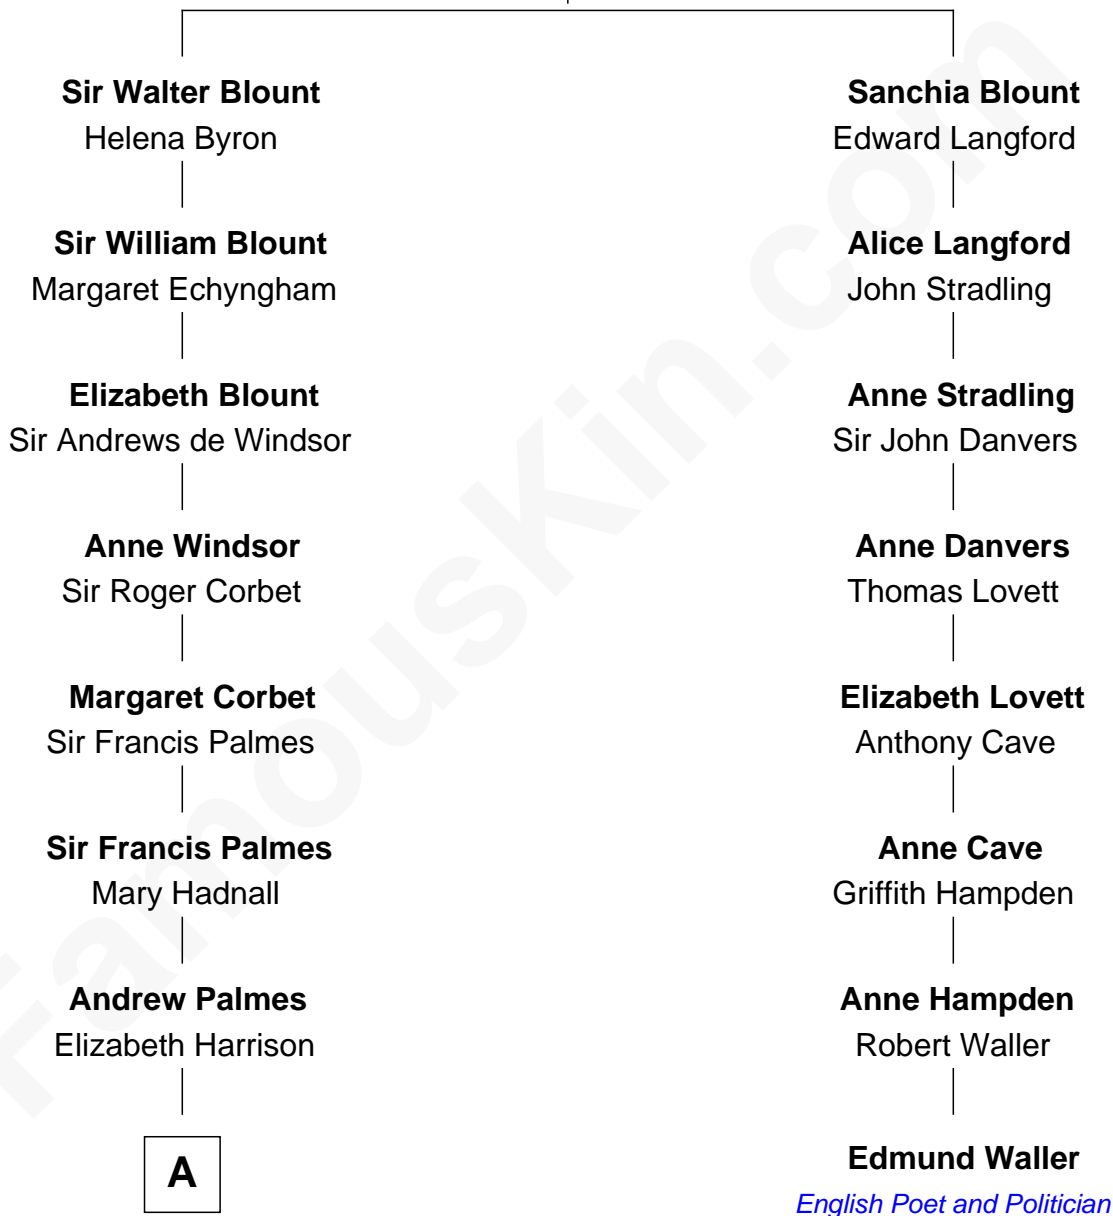 Sir Walter Blount
Helena Byron
Sir William Blount
Margaret Echyngham
Elizabeth Blount
Sir Andrews de Windsor
Anne Windsor
Sir Roger Corbet
Margaret Corbet
Sir Francis Palmes
Sir Francis Palmes
Mary Hadnall
Andrew Palmes
Elizabeth Harrison
A
Sanchia Blount
Edward Langford
Alice Langford
John Stradling
Anne Stradling
Sir John Danvers
Anne Danvers
Thomas Lovett
Elizabeth Lovett
Anthony Cave
Anne Cave
Griffith Hampden
Anne Hampden
Robert Waller
Edmund Waller
English Poet and Politician
FamousKin.com